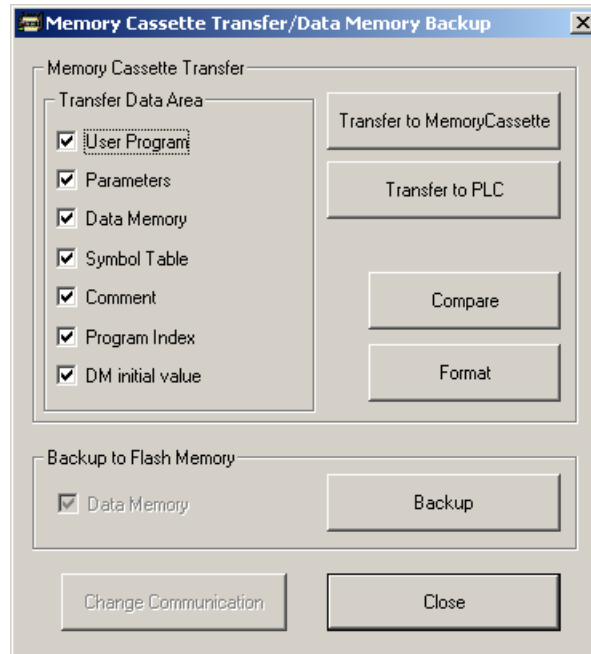 Memory Cassette Transfer/Data Memory Backup
Memory Cassette Transfer
Transfer Data Area
User Program
Parameters
Data Memory
Symbol Table
Comment
Program Index
DM initial value
Transfer to MemoryCassette
Transfer to PLC
Compare
Format
Backup to Flash Memory
Data Memory
Backup
Change Communication
Close